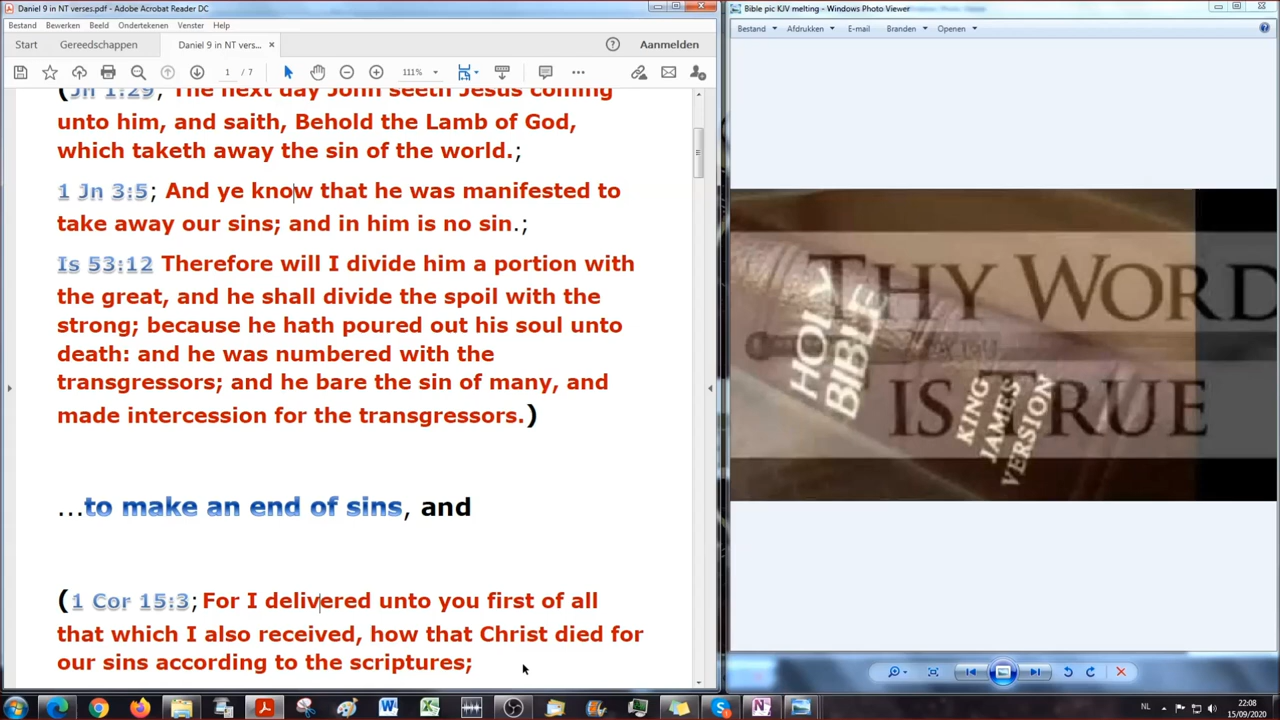 Daniel 9 in NT verses.pdf - Adobe Acrobat Reader DC
Bestand Bewerken Beeld Ondertekenen Venster Help
Start Gereedschappen Daniel 9 in NT vers... × Aanmelden
1 / 7 111%
(Jn 1:29; The next day John seeth Jesus coming
unto him, and saith, Behold the Lamb of God,
which taketh away the sin of the world.;
1 Jn 3:5; And ye know that he was manifested to
take away our sins; and in him is no sin.;
Is 53:12 Therefore will I divide him a portion with
the great, and he shall divide the spoil with the
strong; because he hath poured out his soul unto
death: and he was numbered with the
transgressors; and he bare the sin of many, and
made intercession for the transgressors.)
...to make an end of sins, and
(1 Cor 15:3; For I delivered unto you first of all
that which I also received, how that Christ died for
our sins according to the scriptures;
Bible pic KJV melting - Windows Photo Viewer
Bestand Afdrukken E-mail Branden Openen
THY WORD
IS TRUE
HOLY
BIBLE
KING
JAMES
VERSION
NL 22:08
15/09/2020